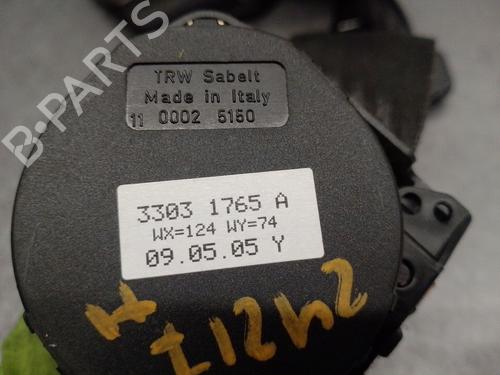 B-PARTS
TRW Sabelt
Made in Italy
11 0002 5150
3303 1765 A
WX=124 WY=74
09.05.05 Y